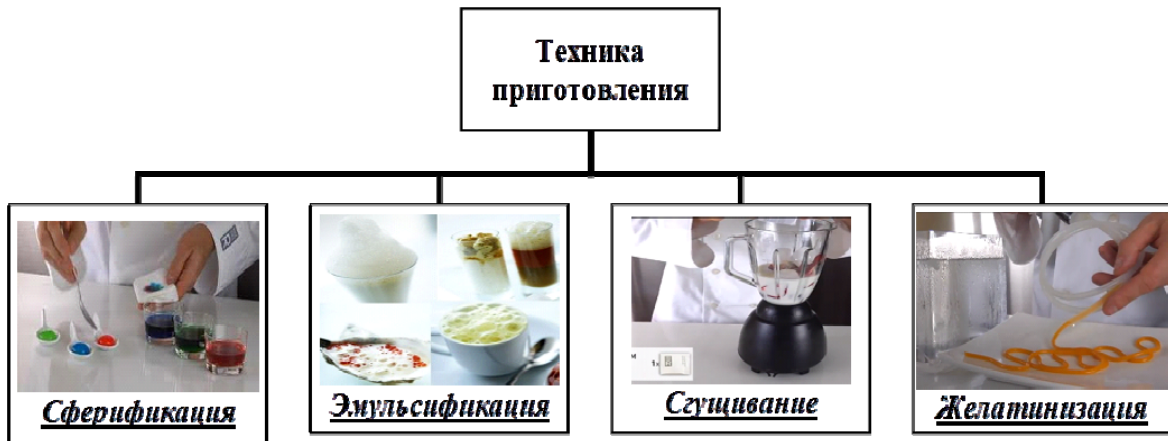 Техника
приготовления
Сферификация
Эмульсификация
Сгущивание
Желатинизация